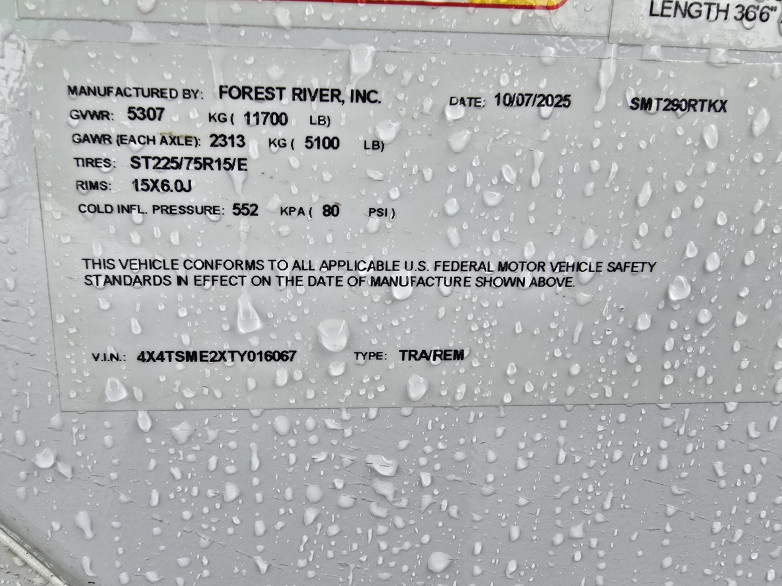 LENGTH 36'6"
MANUFACTURED BY: FOREST RIVER, INC. DATE: 10/07/2025 SMT290RTKX
GVWR: 5307 KG ( 11700 LB)
GAWR (EACH AXLE): 2313 KG ( 5100 LB)
TIRES: ST225/75R15/E
RIMS: 15X6.0J
COLD INFL. PRESSURE: 552 KPA ( 80 PSI )
THIS VEHICLE CONFORMS TO ALL APPLICABLE U.S. FEDERAL MOTOR VEHICLE SAFETY
STANDARDS IN EFFECT ON THE DATE OF MANUFACTURE SHOWN ABOVE.
V.I.N.: 4X4TSME2XTY016067 TYPE: TRA/REM